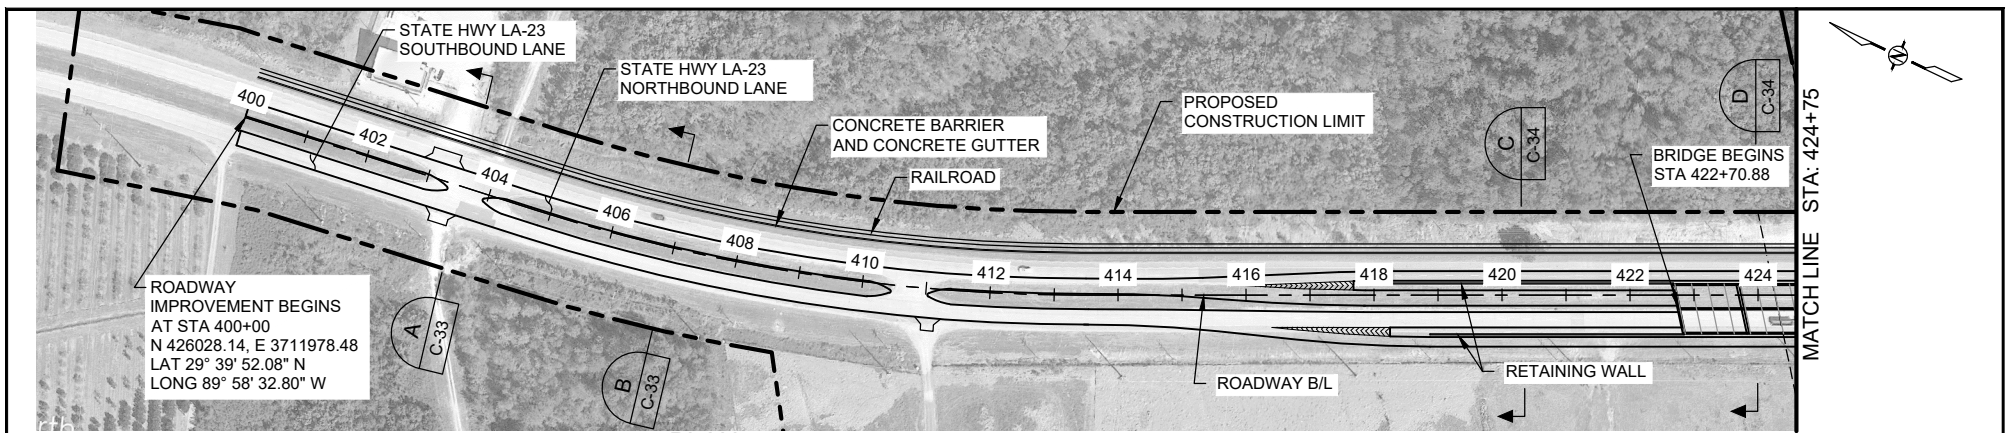 STATE HWY LA-23
SOUTHBOUND LANE
STATE HWY LA-23
NORTHBOUND LANE
CONCRETE BARRIER
AND CONCRETE GUTTER
RAILROAD
PROPOSED
CONSTRUCTION LIMIT
C
C-34
D
C-34
BRIDGE BEGINS
STA 422+70.88
400
402
404
406
408
410
412
414
416
418
420
422
424
ROADWAY
IMPROVEMENT BEGINS
AT STA 400+00
N 426028.14, E 3711978.48
LAT 29° 39' 52.08" N
LONG 89° 58' 32.80" W
A
C-33
B
C-33
ROADWAY B/L
RETAINING WALL
MATCH LINE STA: 424+75
N